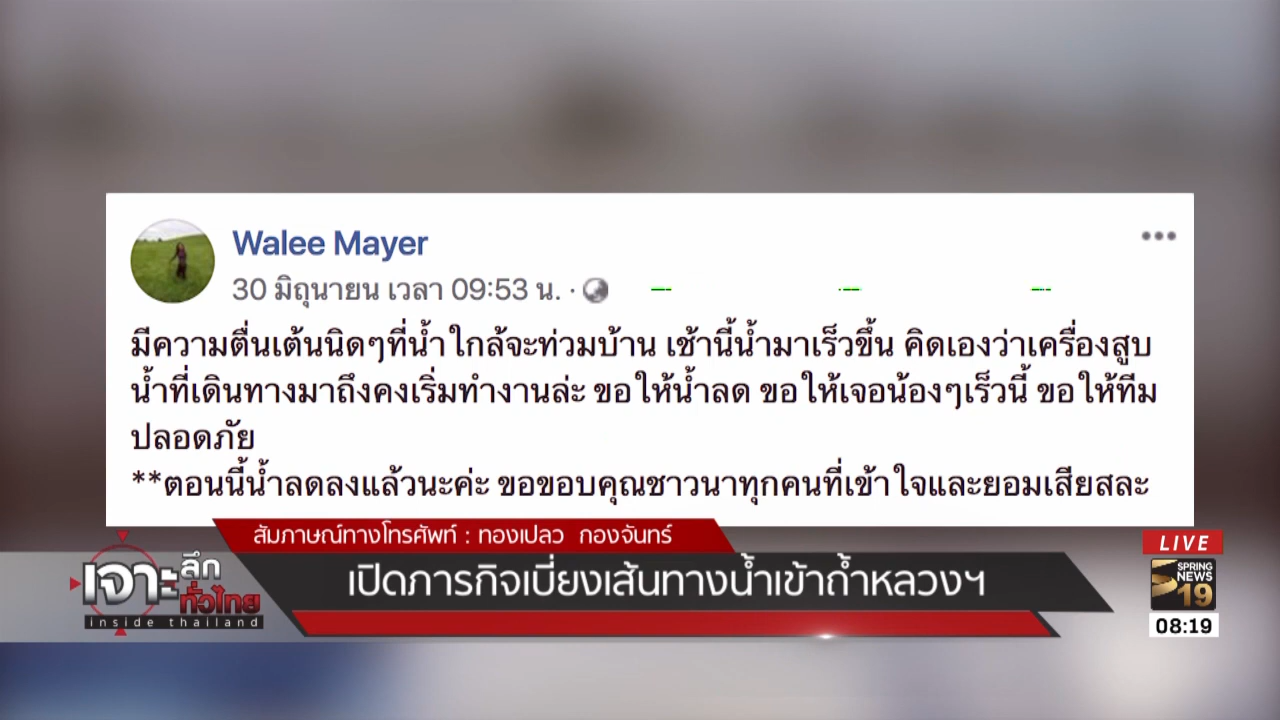 Walee Mayer
30 มิถุนายน เวลา 09:53 น. ·
มีความตื่นเต้นนิดๆที่น้ำใกล้จะท่วมบ้าน เช้านี้น้ำมาเร็วขึ้น คิดเองว่าเครื่องสูบ
น้ำที่เดินทางมาถึงคงเริ่มทำงานล่ะ ขอให้น้ำลด ขอให้เจอน้องๆเร็วนี้ ขอให้ทีม
ปลอดภัย
**ตอนนี้น้ำลดลงแล้วนะค่ะ ขอขอบคุณชาวนาทุกคนที่เข้าใจและยอมเสียสละ
สัมภาษณ์ทางโทรศัพท์ : ทองเปลว กองจันทร์
เปิดภารกิจเบี่ยงเส้นทางน้ำเข้าถ้ำหลวงฯ
เจาะลึก
ทั่วไทย
inside thailand
LIVE
SPRING
NEWS
19
08:19